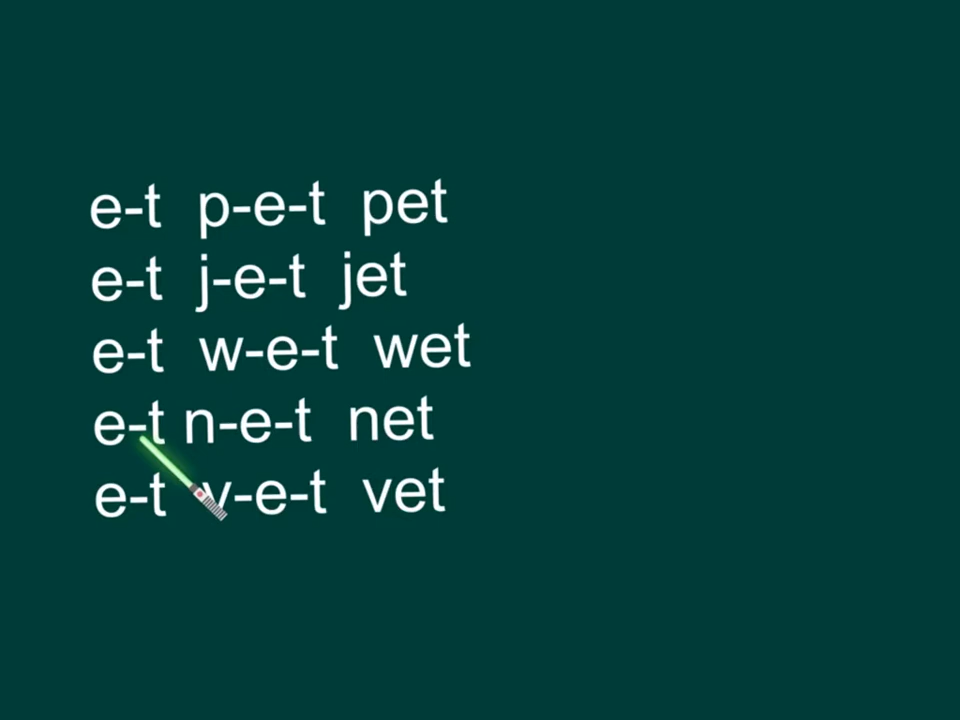 e-t p-e-t pet
e-t j-e-t jet
e-t w-e-t wet
e-t n-e-t net
e-t v-e-t vet